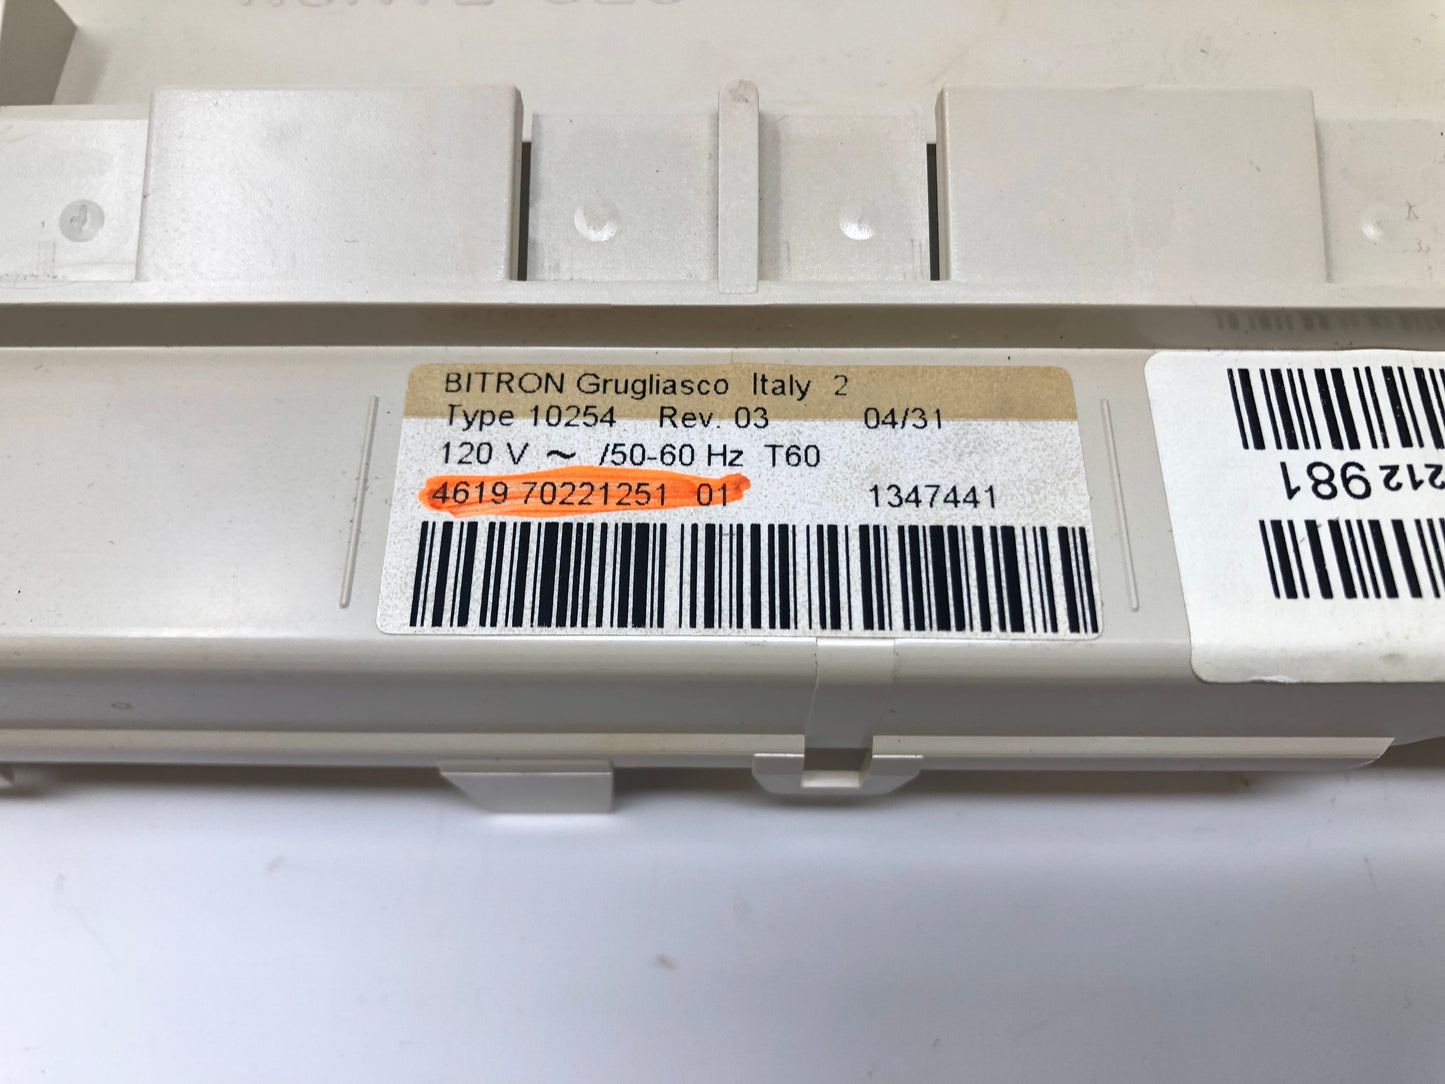 BITRON Grugliasco Italy 2
Type 10254 Rev. 03 04/31
120 V ~ /50-60 Hz T60
4619 70221251 01 1347441
212981